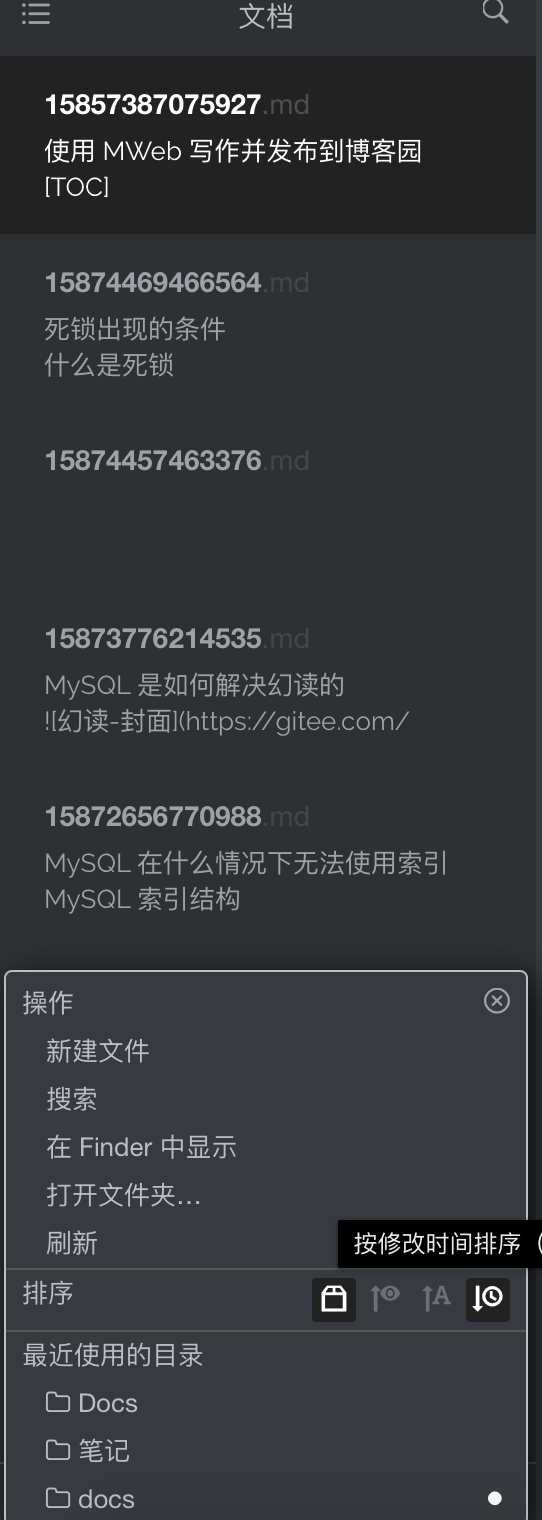 文档
15857387075927.md
使用 MWeb 写作并发布到博客园
[TOC]
15874469466564.md
死锁出现的条件
什么是死锁
15874457463376.md
15873776214535.md
MySQL 是如何解决幻读的
![幻读-封面](https://gitee.com/
15872656770988.md
MySQL 在什么情况下无法使用索引
MySQL 索引结构
操作
新建文件
搜索
在 Finder 中显示
打开文件夹…
刷新
按修改时间排序（
排序
最近使用的目录
Docs
笔记
docs